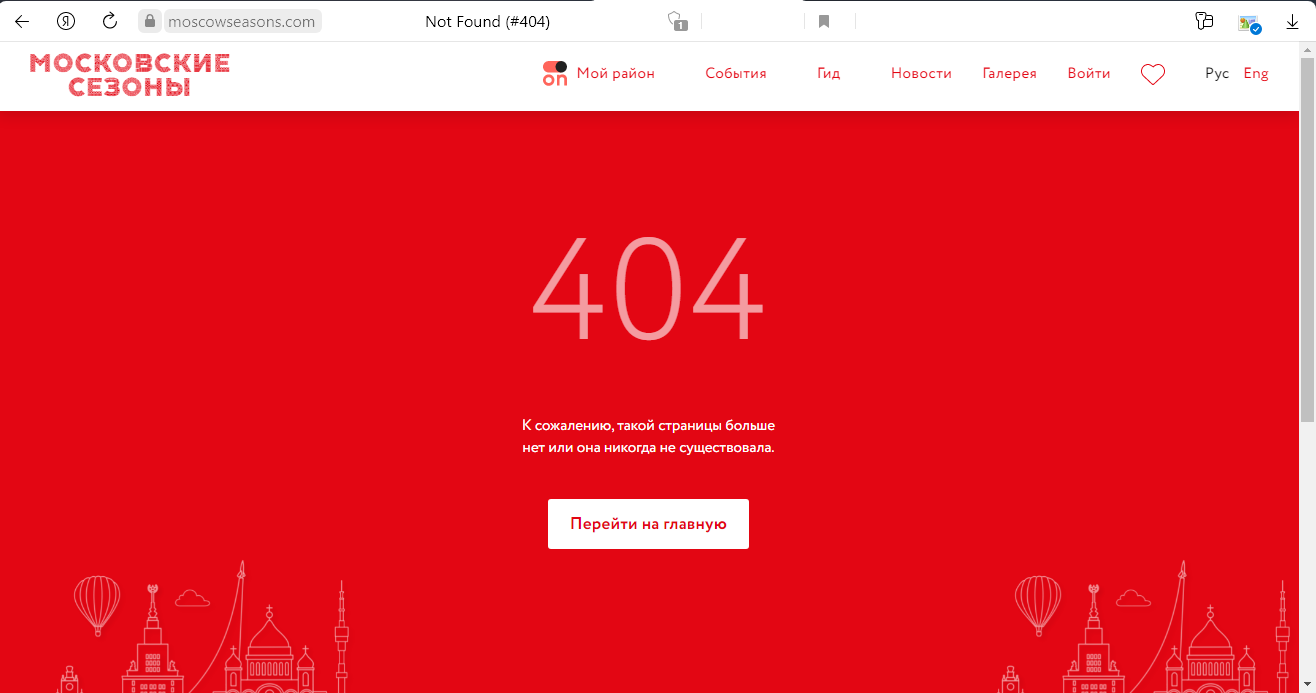 Я
moscowseasons.com
Not Found (#404)
1
МОСКОВСКИЕ
СЕЗОНЫ
on
Мой район
События
Гид
Новости
Галерея
Войти
Рус
Eng
404
К сожалению, такой страницы больше
нет или она никогда не существовала.
Перейти на главную